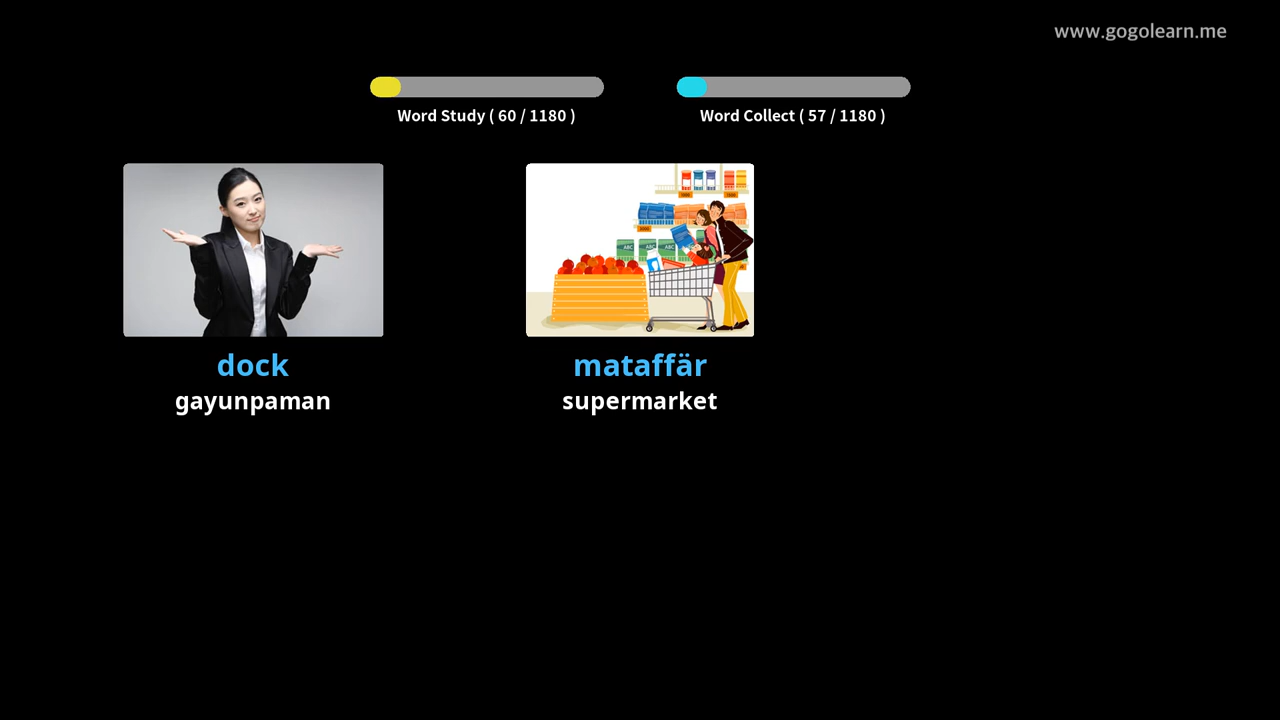 www.gogolearn.me
Word Study ( 60 / 1180 )
Word Collect ( 57 / 1180 )
dock
gayunpaman
mataffär
supermarket